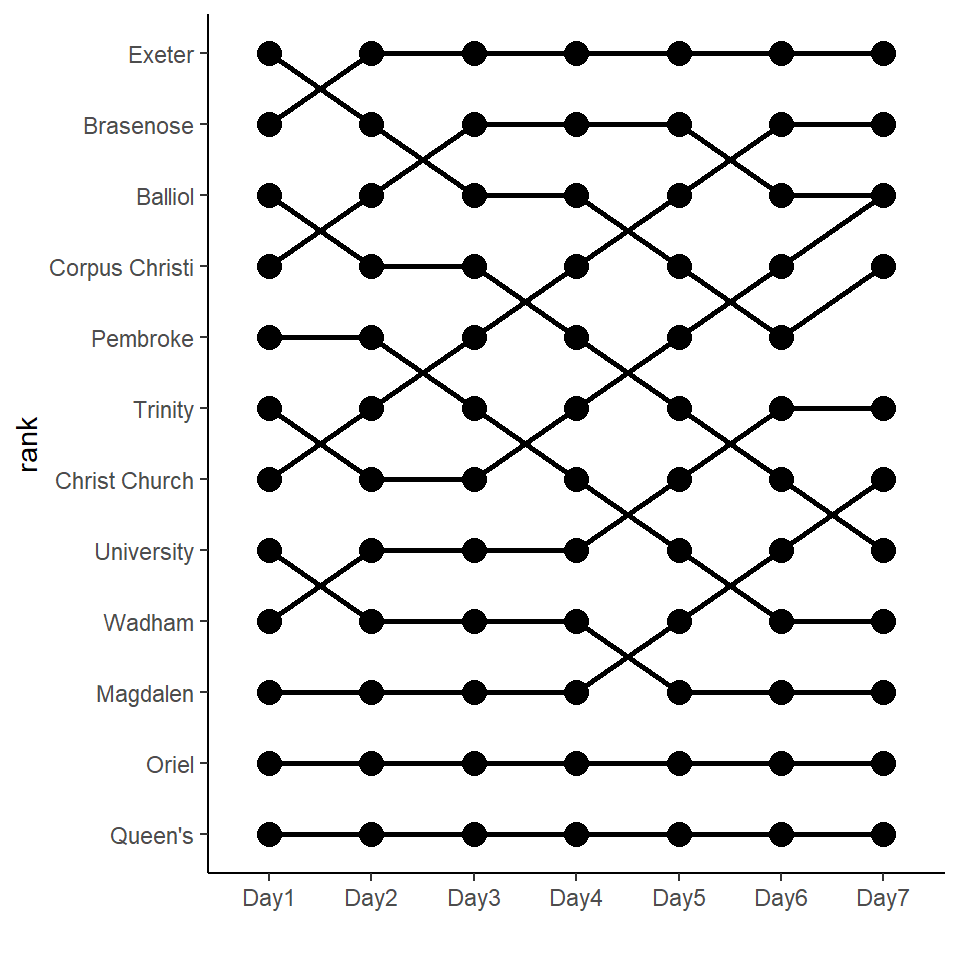 Exeter
Brasenose
Balliol
Corpus Christi
Pembroke
Trinity
Christ Church
University
Wadham
Magdalen
Oriel
Queen's
rank
Day1 Day2 Day3 Day4 Day5 Day6 Day7